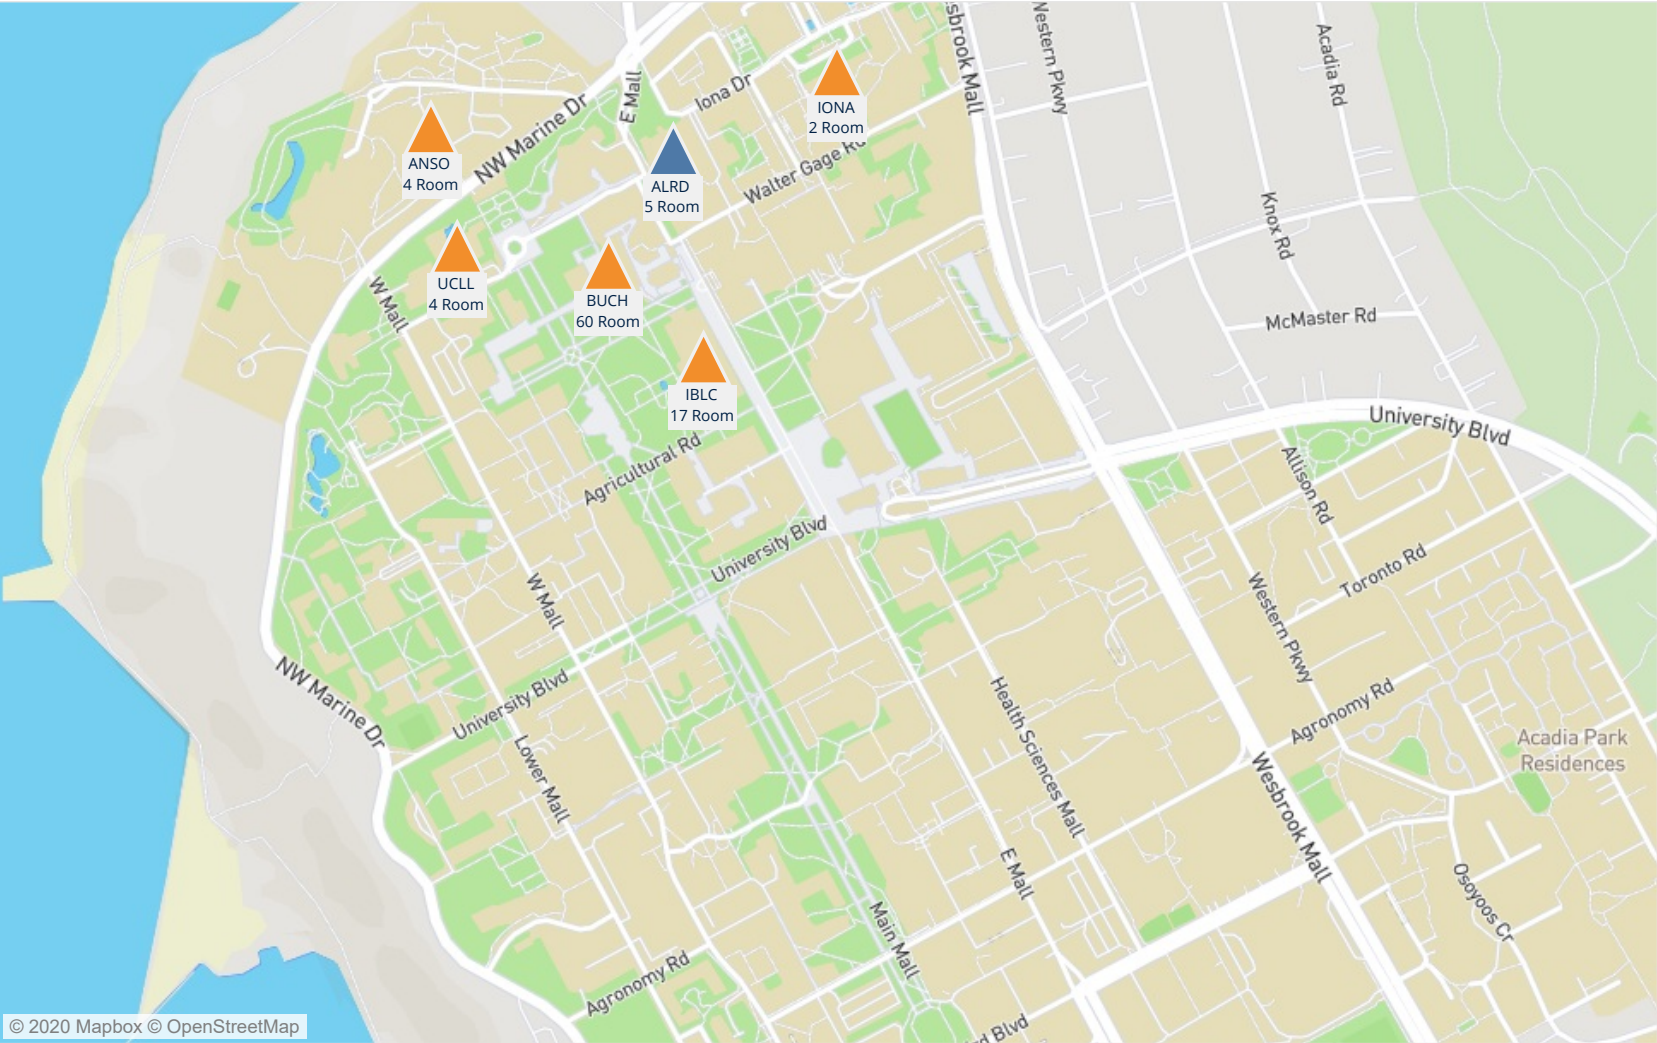 sbrook Mall
Western Pkwy
Acadia Rd
E Mall
Iona Dr
IONA
2 Room
NW Marine Dr
ANSO
4 Room
ALRD
5 Room
Walter Gage Rd
Knox Rd
UCLL
4 Room
W Mall
BUCH
60 Room
McMaster Rd
IBLC
17 Room
University Blvd
Agricultural Rd
Allison Rd
University Blvd
Toronto Rd
W Mall
Western Pkwy
NW Marine Dr
University Blvd
Health Sciences Mall
Agronomy Rd
Lower Mall
Acadia Park
Residences
Wesbrook Mall
E Mall
Osoyoos Cr
Main Mall
Agronomy Rd
rd Blvd
© 2020 Mapbox © OpenStreetMap